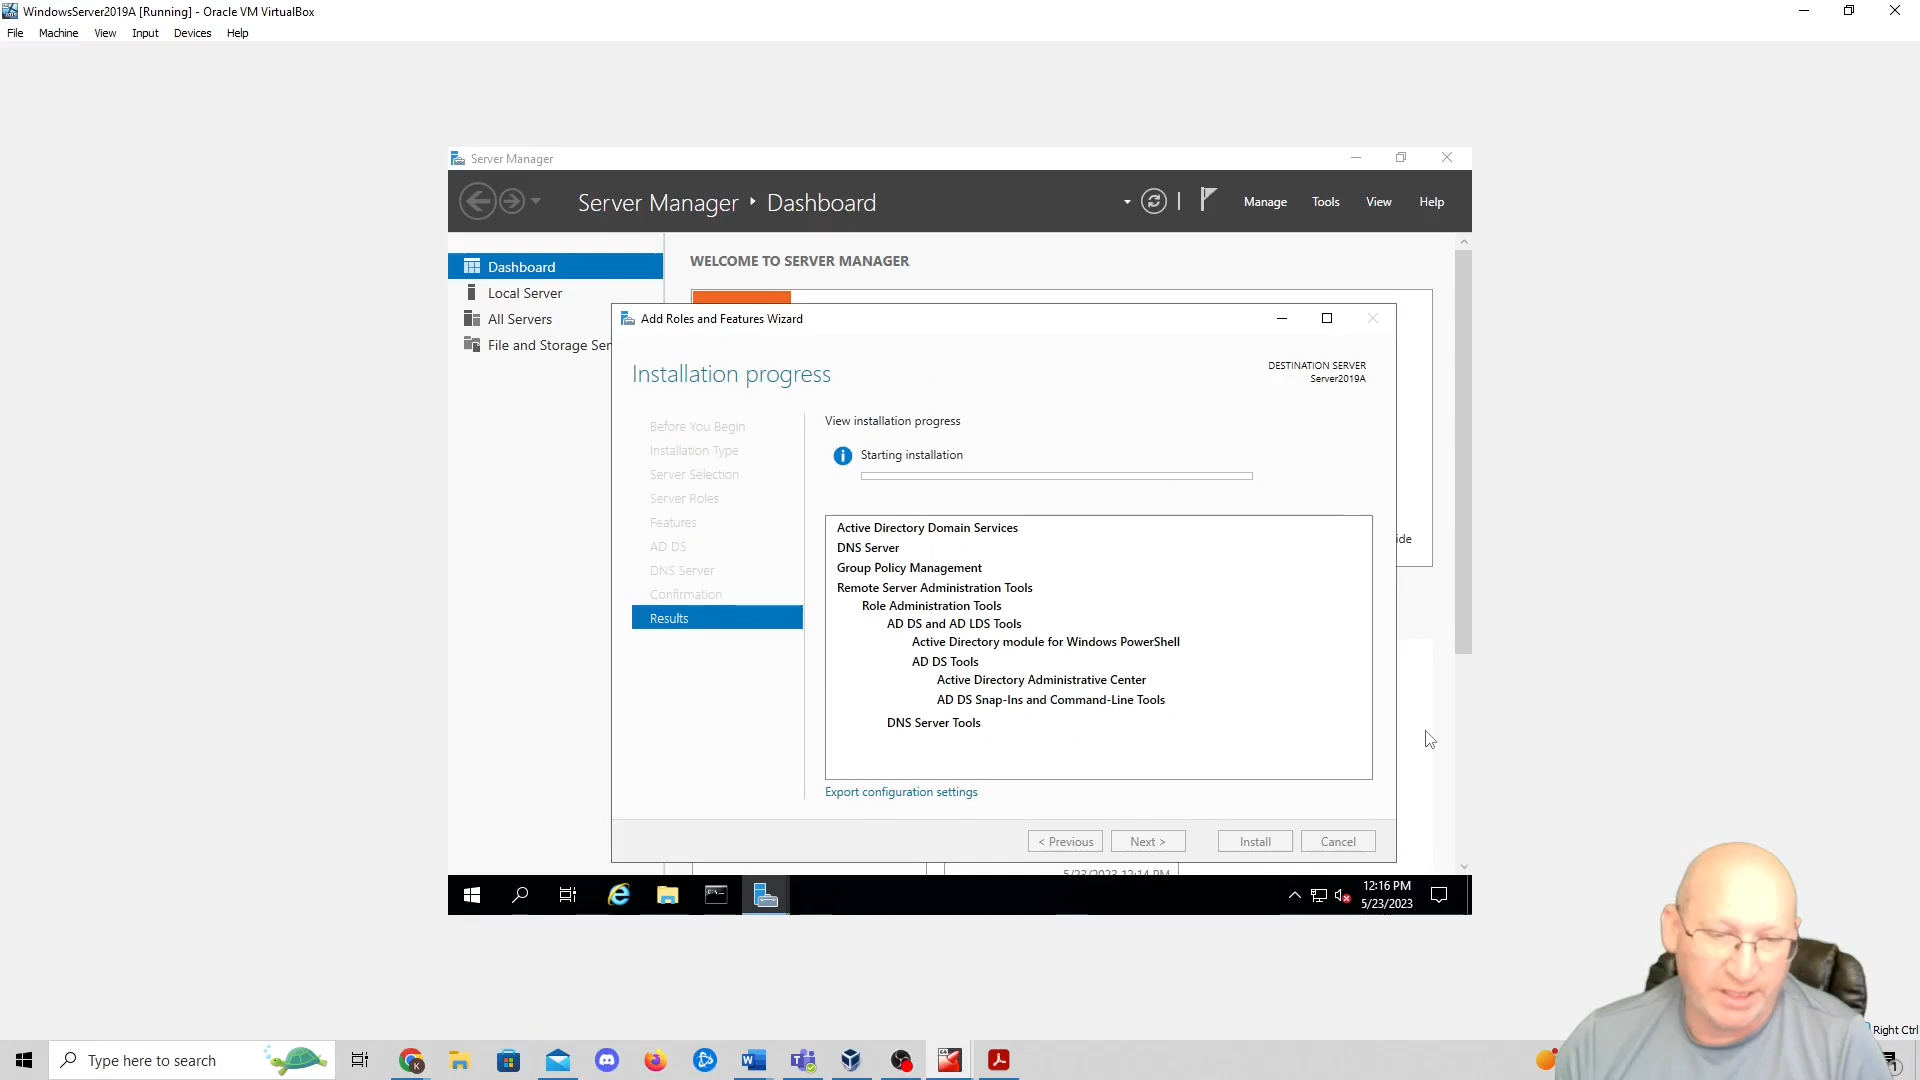 WindowsServer2019A [Running] - Oracle VM VirtualBox
File Machine View Input Devices Help
Server Manager
Server Manager Dashboard
Manage Tools View Help
Dashboard
Local Server
All Servers
File and Storage Ser
WELCOME TO SERVER MANAGER
Add Roles and Features Wizard
Installation progress
DESTINATION SERVER
Server2019A
Before You Begin
Installation Type
Server Selection
Server Roles
Features
AD DS
DNS Server
Confirmation
Results
View installation progress
Starting installation
Active Directory Domain Services
DNS Server
Group Policy Management
Remote Server Administration Tools
Role Administration Tools
AD DS and AD LDS Tools
Active Directory module for Windows PowerShell
AD DS Tools
Active Directory Administrative Center
AD DS Snap-Ins and Command-Line Tools
DNS Server Tools
Export configuration settings
ide
< Previous
Next >
Install
Cancel
5/23/2023 12:14 PM
12:16 PM
5/23/2023
Right Ctrl
Type here to search